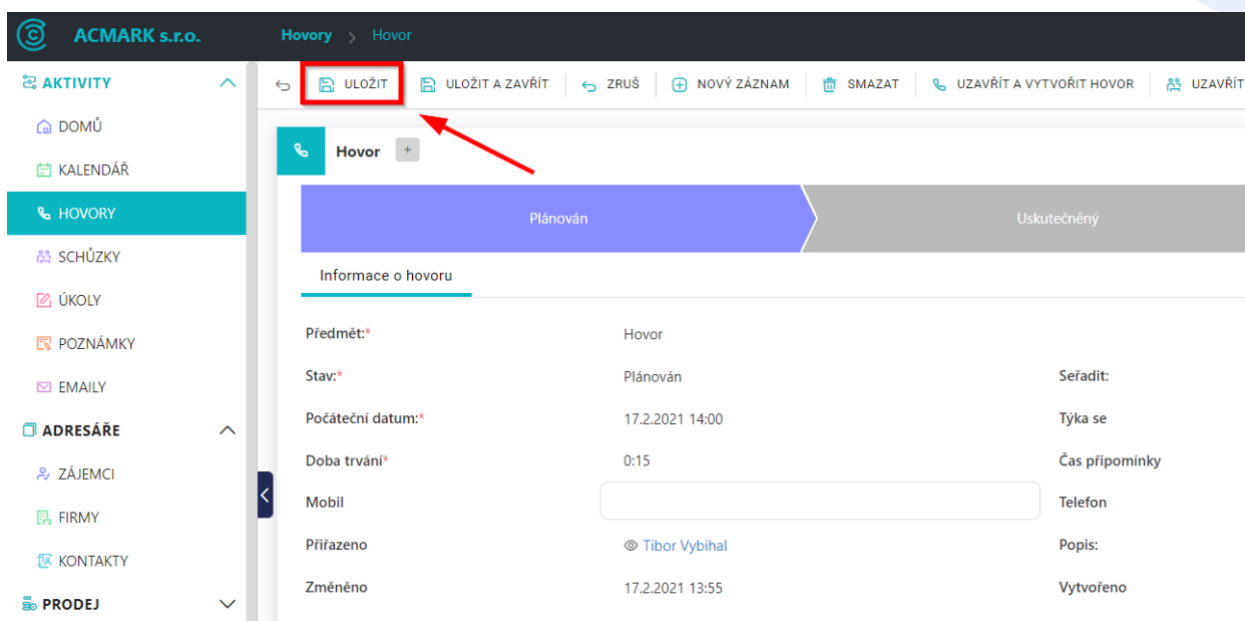 ACMARK s.r.o.
Hovory > Hovor
AKTIVITY
ULOŽIT
ULOŽIT A ZAVŘÍT
ZRUŠ
NOVÝ ZÁZNAM
SMAZAT
UZAVŘÍT A VYTVOŘIT HOVOR
UZAVŘÍT
DOMŮ
KALENDÁŘ
HOVORY
SCHŮZKY
ÚKOLY
POZNÁMKY
EMAILY
ADRESÁŘE
ZÁJEMCI
FIRMY
KONTAKTY
PRODEJ
Hovor +
Plánován
Uskutečněný
Informace o hovoru
Předmět:* Hovor
Stav:* Plánován Seřadit:
Počáteční datum:* 17.2.2021 14:00 Týka se
Doba trvání* 0:15 Čas připomínky
Mobil Telefon
Přiřazeno Tibor Vybihal Popis:
Změněno 17.2.2021 13:55 Vytvořeno